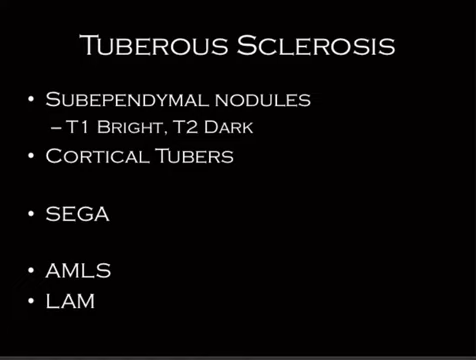 Tuberous Sclerosis
• Subependymal nodules
– T1 Bright, T2 Dark
• Cortical Tubers
• SEGA
• AMLs
• LAM